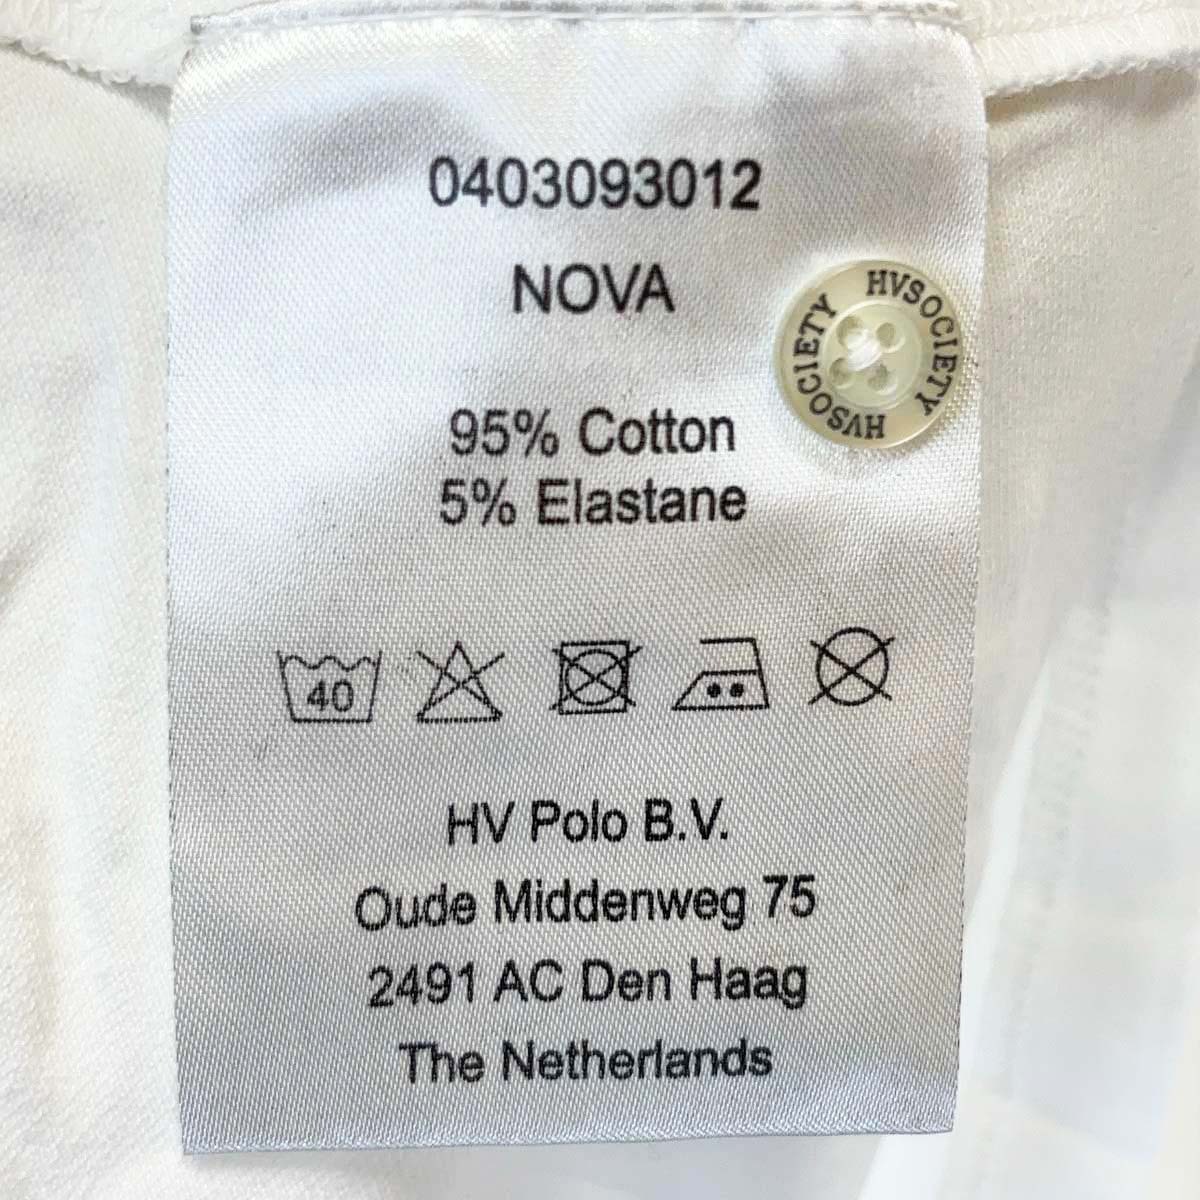 0403093012
NOVA
HVSOCIETY HVSOCIETY
95% Cotton
5% Elastane
40
HV Polo B.V.
Oude Middenweg 75
2491 AC Den Haag
The Netherlands